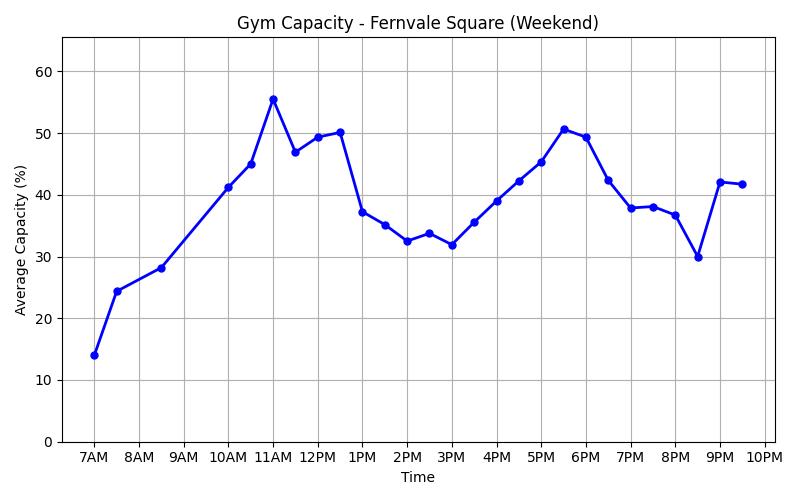 Gym Capacity - Fernvale Square (Weekend)
Average Capacity (%)
60
50
40
30
20
10
0
7AM 8AM 9AM 10AM 11AM 12PM 1PM 2PM 3PM 4PM 5PM 6PM 7PM 8PM 9PM 10PM
Time